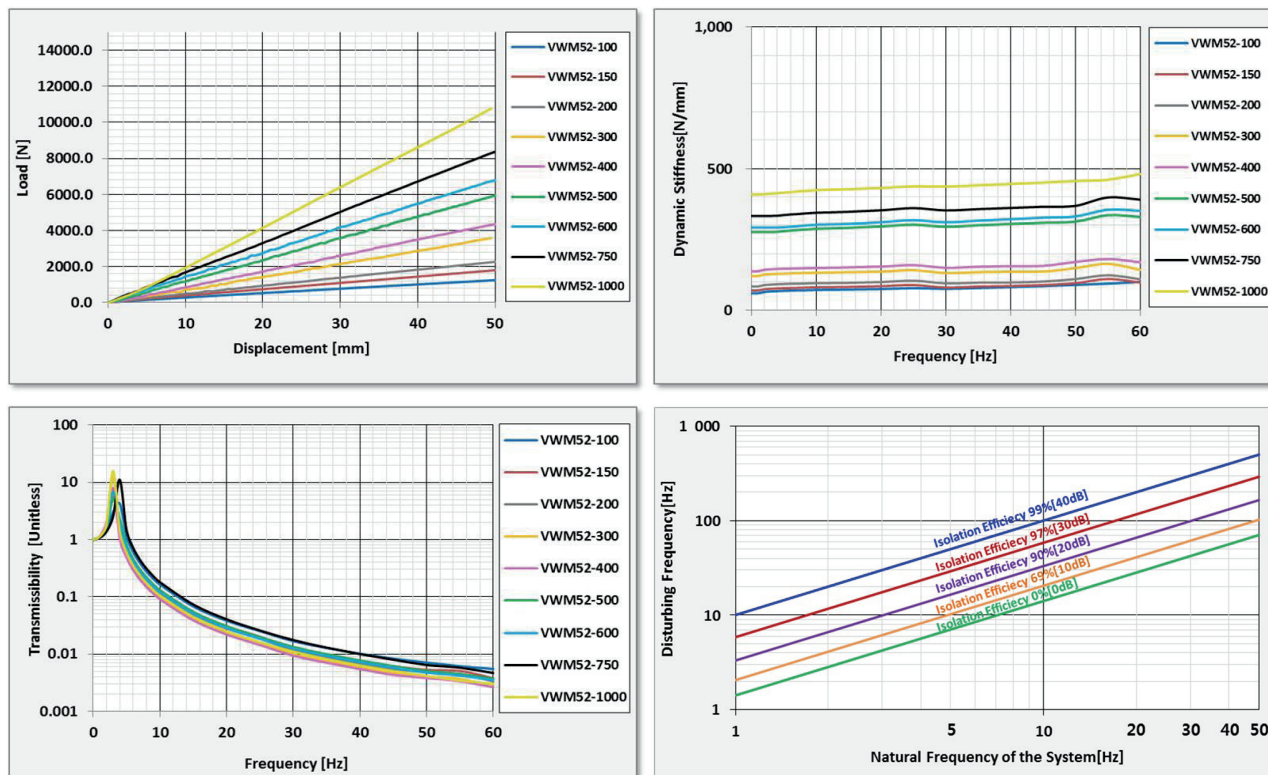 14000.0
12000.0
10000.0
8000.0
6000.0
4000.0
2000.0
0.0
Load [N]
0 10 20 30 40 50
Displacement [mm]
VWM52-100
VWM52-150
VWM52-200
VWM52-300
VWM52-400
VWM52-500
VWM52-600
VWM52-750
VWM52-1000
1,000
500
0
Dynamic Stiffness[N/mm]
0 10 20 30 40 50 60
Frequency [Hz]
VWM52-100
VWM52-150
VWM52-200
VWM52-300
VWM52-400
VWM52-500
VWM52-600
VWM52-750
VWM52-1000
100
10
1
0.1
0.01
0.001
Transmissibility [Unitless]
0 10 20 30 40 50 60
Frequency [Hz]
VWM52-100
VWM52-150
VWM52-200
VWM52-300
VWM52-400
VWM52-500
VWM52-600
VWM52-750
VWM52-1000
1 000
100
10
1
Disturbing Frequency[Hz]
Isolation Efficiecy 99%[40dB]
Isolation Efficiecy 97%[30dB]
Isolation Efficiecy 90%[20dB]
Isolation Efficiecy 69%[10dB]
Isolation Efficiecy 0%[0dB]
1 5 10 20 30 40 50
Natural Frequency of the System[Hz]